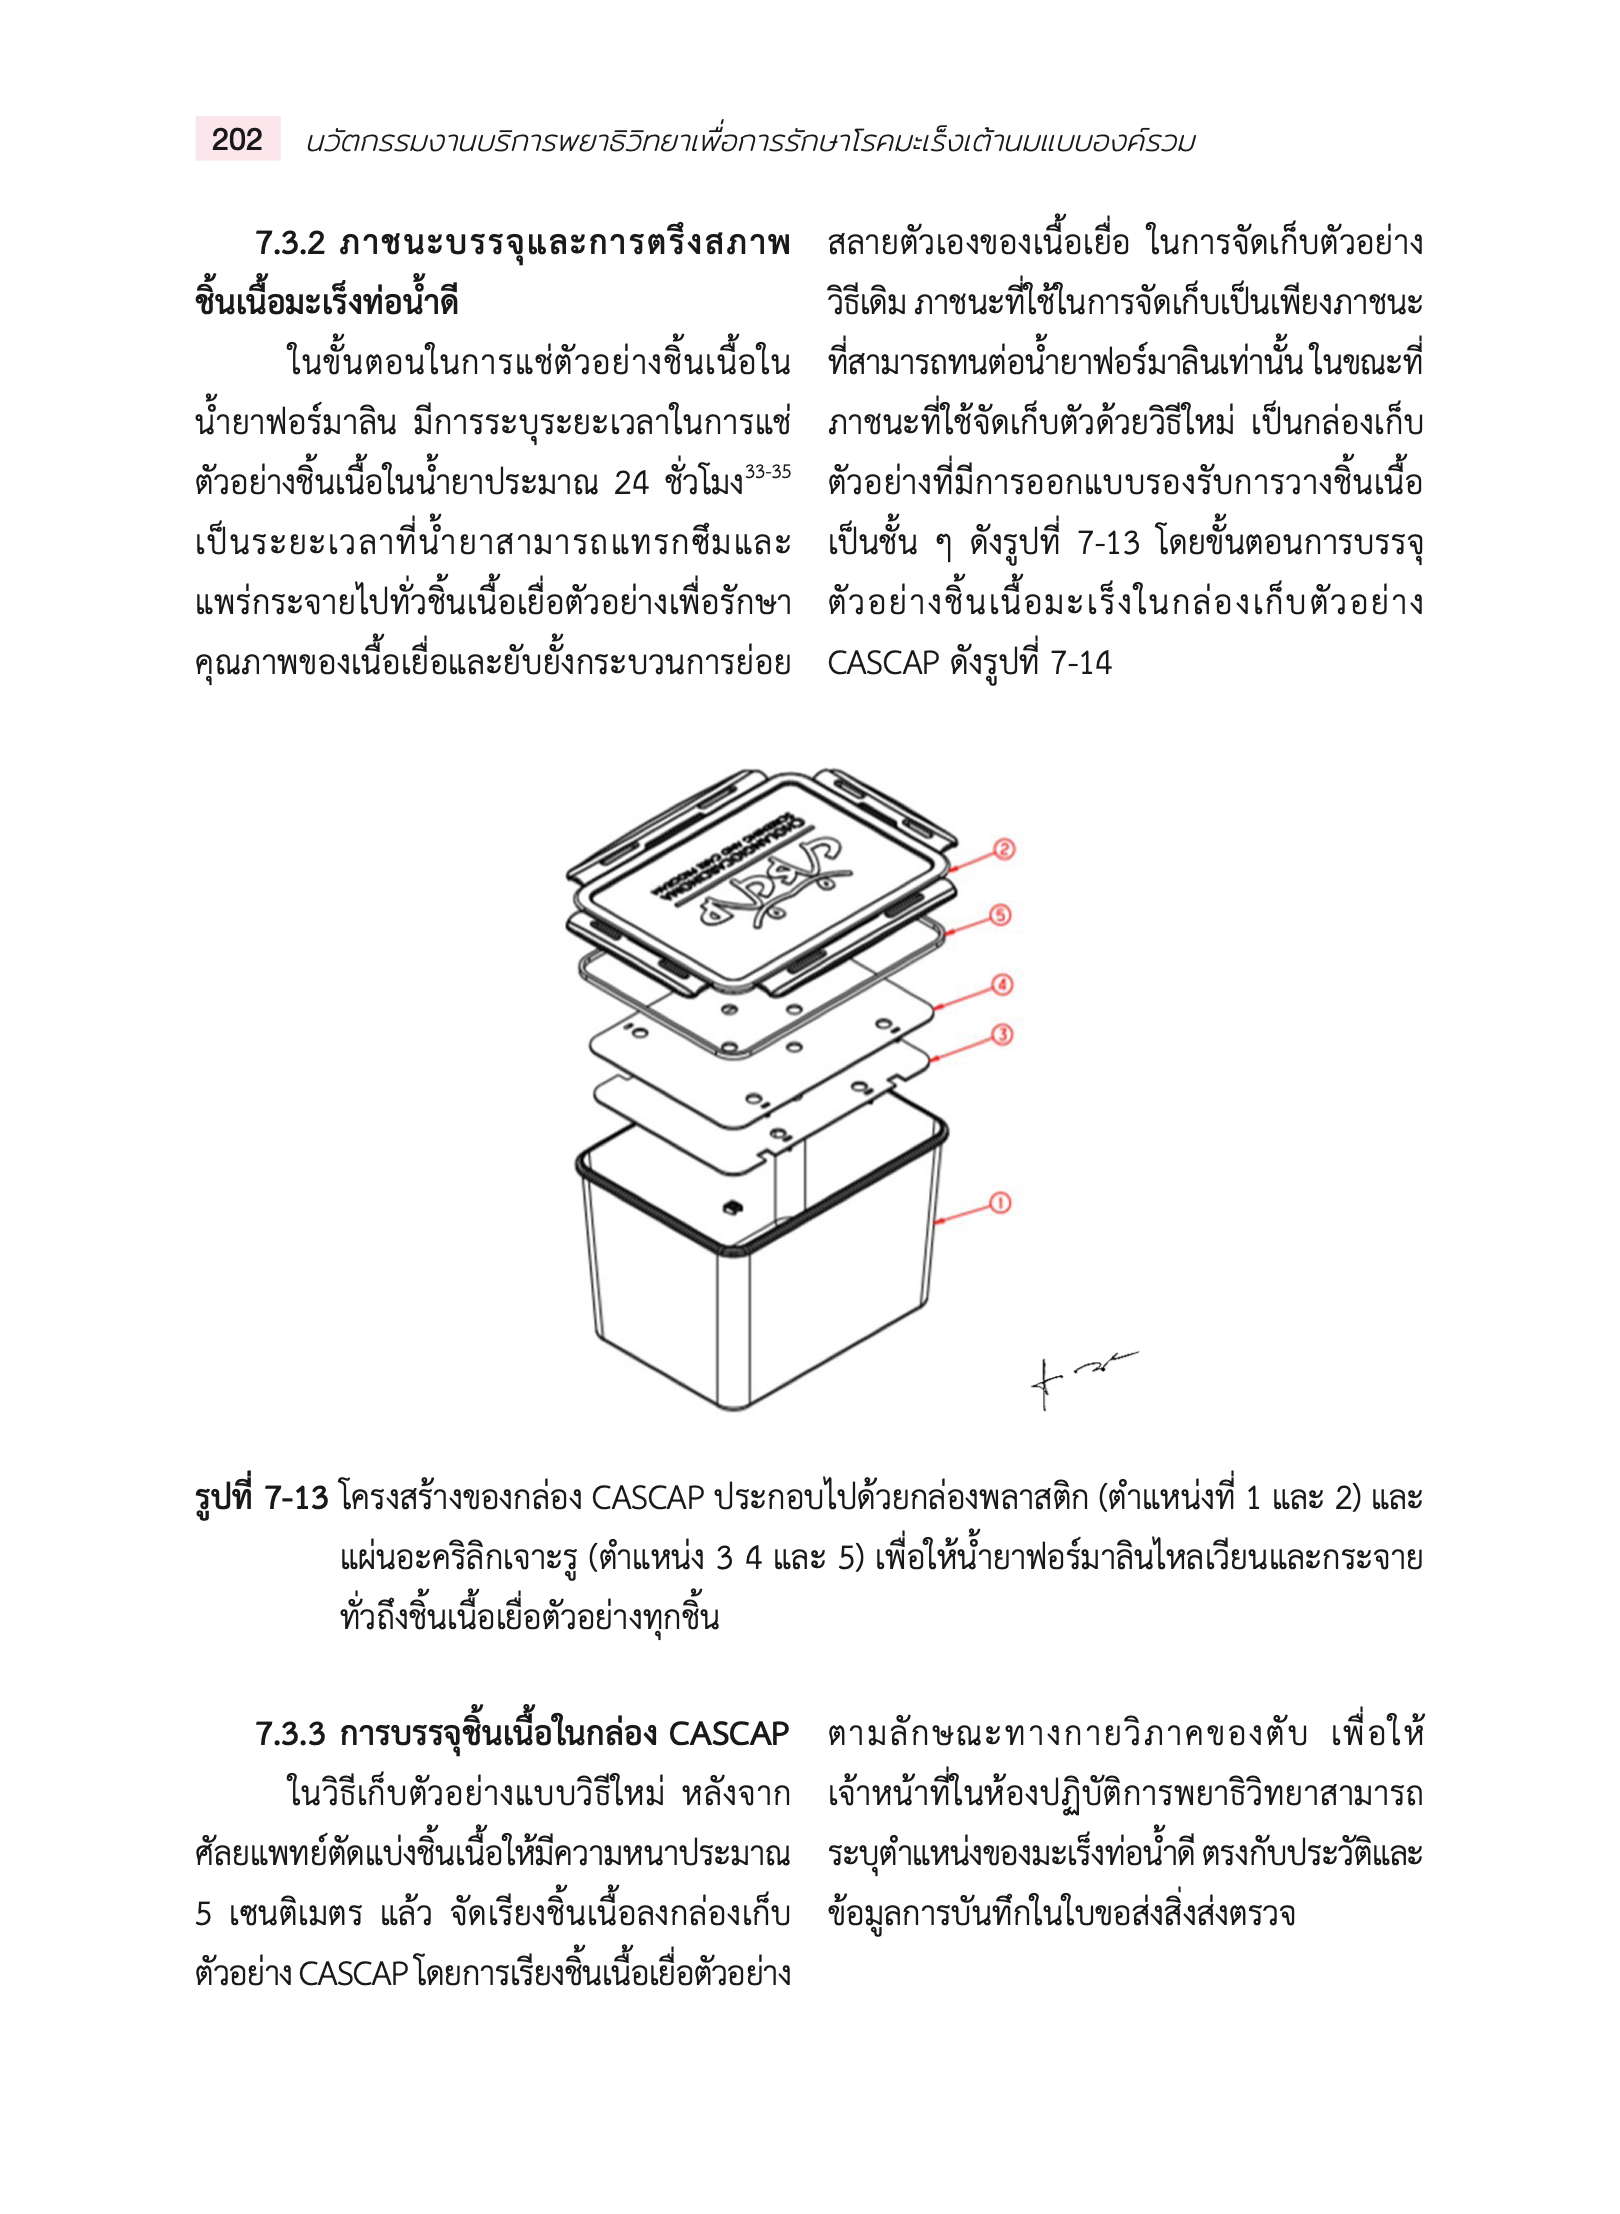 202 นวัตกรรมงานบริการพยาธิวิทยาเพื่อการรักษาโรคมะเร็งเต้านมแบบองค์รวม
7.3.2 ภาชนะบรรจุและการตรึงสภาพ
ชิ้นเนื้อมะเร็งท่อน้ำดี
ในขั้นตอนในการแช่ตัวอย่างชิ้นเนื้อใน
น้ำยาฟอร์มาลิน มีการระบุระยะเวลาในการแช่
ตัวอย่างชิ้นเนื้อในน้ำยาประมาณ 24 ชั่วโมง33-35
เป็นระยะเวลาที่น้ำยาสามารถแทรกซึมและ
แพร่กระจายไปทั่วชิ้นเนื้อเยื่อตัวอย่างเพื่อรักษา
คุณภาพของเนื้อเยื่อและยับยั้งกระบวนการย่อย
สลายตัวเองของเนื้อเยื่อ ในการจัดเก็บตัวอย่าง
วิธีเดิม ภาชนะที่ใช้ในการจัดเก็บเป็นเพียงภาชนะ
ที่สามารถทนต่อน้ำยาฟอร์มาลินเท่านั้น ในขณะที่
ภาชนะที่ใช้จัดเก็บตัวด้วยวิธีใหม่ เป็นกล่องเก็บ
ตัวอย่างที่มีการออกแบบรองรับการวางชิ้นเนื้อ
เป็นชั้น ๆ ดังรูปที่ 7-13 โดยขั้นตอนการบรรจุ
ตัวอย่างชิ้นเนื้อมะเร็งในกล่องเก็บตัวอย่าง
CASCAP ดังรูปที่ 7-14
CASCAP
CHOLANGIOCARCINOMA
SCREENING AND CARE PROGRAM
2
5
4
3
1
รูปที่ 7-13 โครงสร้างของกล่อง CASCAP ประกอบไปด้วยกล่องพลาสติก (ตำแหน่งที่ 1 และ 2) และ
แผ่นอะคริลิกเจาะรู (ตำแหน่ง 3 4 และ 5) เพื่อให้น้ำยาฟอร์มาลินไหลเวียนและกระจาย
ทั่วถึงชิ้นเนื้อเยื่อตัวอย่างทุกชิ้น
7.3.3 การบรรจุชิ้นเนื้อในกล่อง CASCAP
ในวิธีเก็บตัวอย่างแบบวิธีใหม่ หลังจาก
ศัลยแพทย์ตัดแบ่งชิ้นเนื้อให้มีความหนาประมาณ
5 เซนติเมตร แล้ว จัดเรียงชิ้นเนื้อลงกล่องเก็บ
ตัวอย่าง CASCAP โดยการเรียงชิ้นเนื้อเยื่อตัวอย่าง
ตามลักษณะทางกายวิภาคของตับ เพื่อให้
เจ้าหน้าที่ในห้องปฏิบัติการพยาธิวิทยาสามารถ
ระบุตำแหน่งของมะเร็งท่อน้ำดี ตรงกับประวัติและ
ข้อมูลการบันทึกในใบขอส่งสิ่งส่งตรวจ